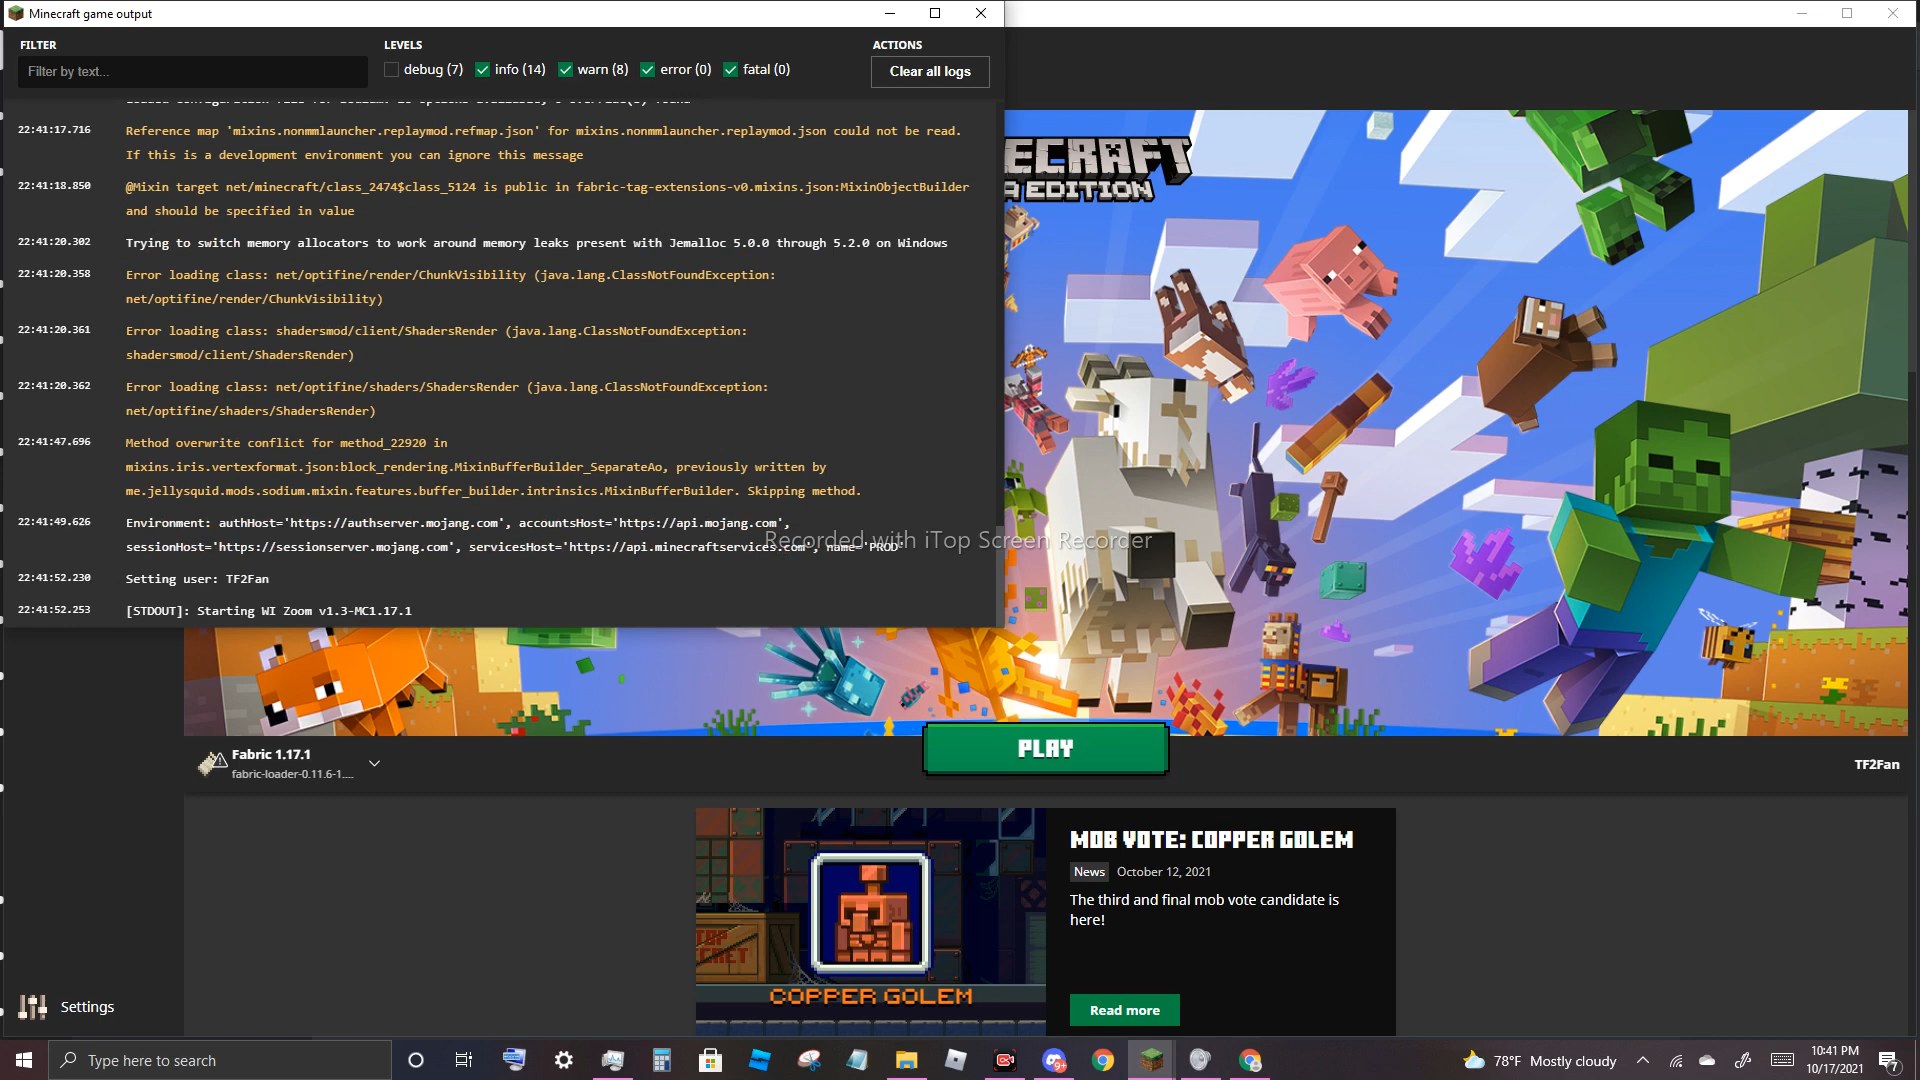 Minecraft game output
FILTER
LEVELS
ACTIONS
Filter by text...
debug (7)
info (14)
warn (8)
error (0)
fatal (0)
Clear all logs
22:41:17.716
Reference map 'mixins.nonmmlauncher.replaymod.refmap.json' for mixins.nonmmlauncher.replaymod.json could not be read.
If this is a development environment you can ignore this message
22:41:18.850
@Mixin target net/minecraft/class_2474$class_5124 is public in fabric-tag-extensions-v0.mixins.json:MixinObjectBuilder
and should be specified in value
22:41:20.302
Trying to switch memory allocators to work around memory leaks present with Jemalloc 5.0.0 through 5.2.0 on Windows
22:41:20.358
Error loading class: net/optifine/render/ChunkVisibility (java.lang.ClassNotFoundException:
net/optifine/render/ChunkVisibility)
22:41:20.361
Error loading class: shadersmod/client/ShadersRender (java.lang.ClassNotFoundException:
shadersmod/client/ShadersRender)
22:41:20.362
Error loading class: net/optifine/shaders/ShadersRender (java.lang.ClassNotFoundException:
net/optifine/shaders/ShadersRender)
22:41:47.696
Method overwrite conflict for method_22920 in
mixins.iris.vertexformat.json:block_rendering.MixinBufferBuilder_SeparateAo, previously written by
me.jellysquid.mods.sodium.mixin.features.buffer_builder.intrinsics.MixinBufferBuilder. Skipping method.
22:41:49.626
Environment: authHost='https://authserver.mojang.com', accountsHost='https://api.mojang.com',
sessionHost='https://sessionserver.mojang.com', servicesHost='https://api.minecraftservices.com', name='PROD'
Recorded with iTop Screen Recorder
22:41:52.230
Setting user: TF2Fan
22:41:52.253
[STDOUT]: Starting WI Zoom v1.3-MC1.17.1
ECRAFT
A EDITION
Fabric 1.17.1
fabric-loader-0.11.6-1....
PLAY
TF2Fan
TOP
CRET
COPPER GOLEM
MOB VOTE: COPPER GOLEM
News
October 12, 2021
The third and final mob vote candidate is
here!
Read more
Settings
Type here to search
9+
78°F Mostly cloudy
10:41 PM
10/17/2021
7